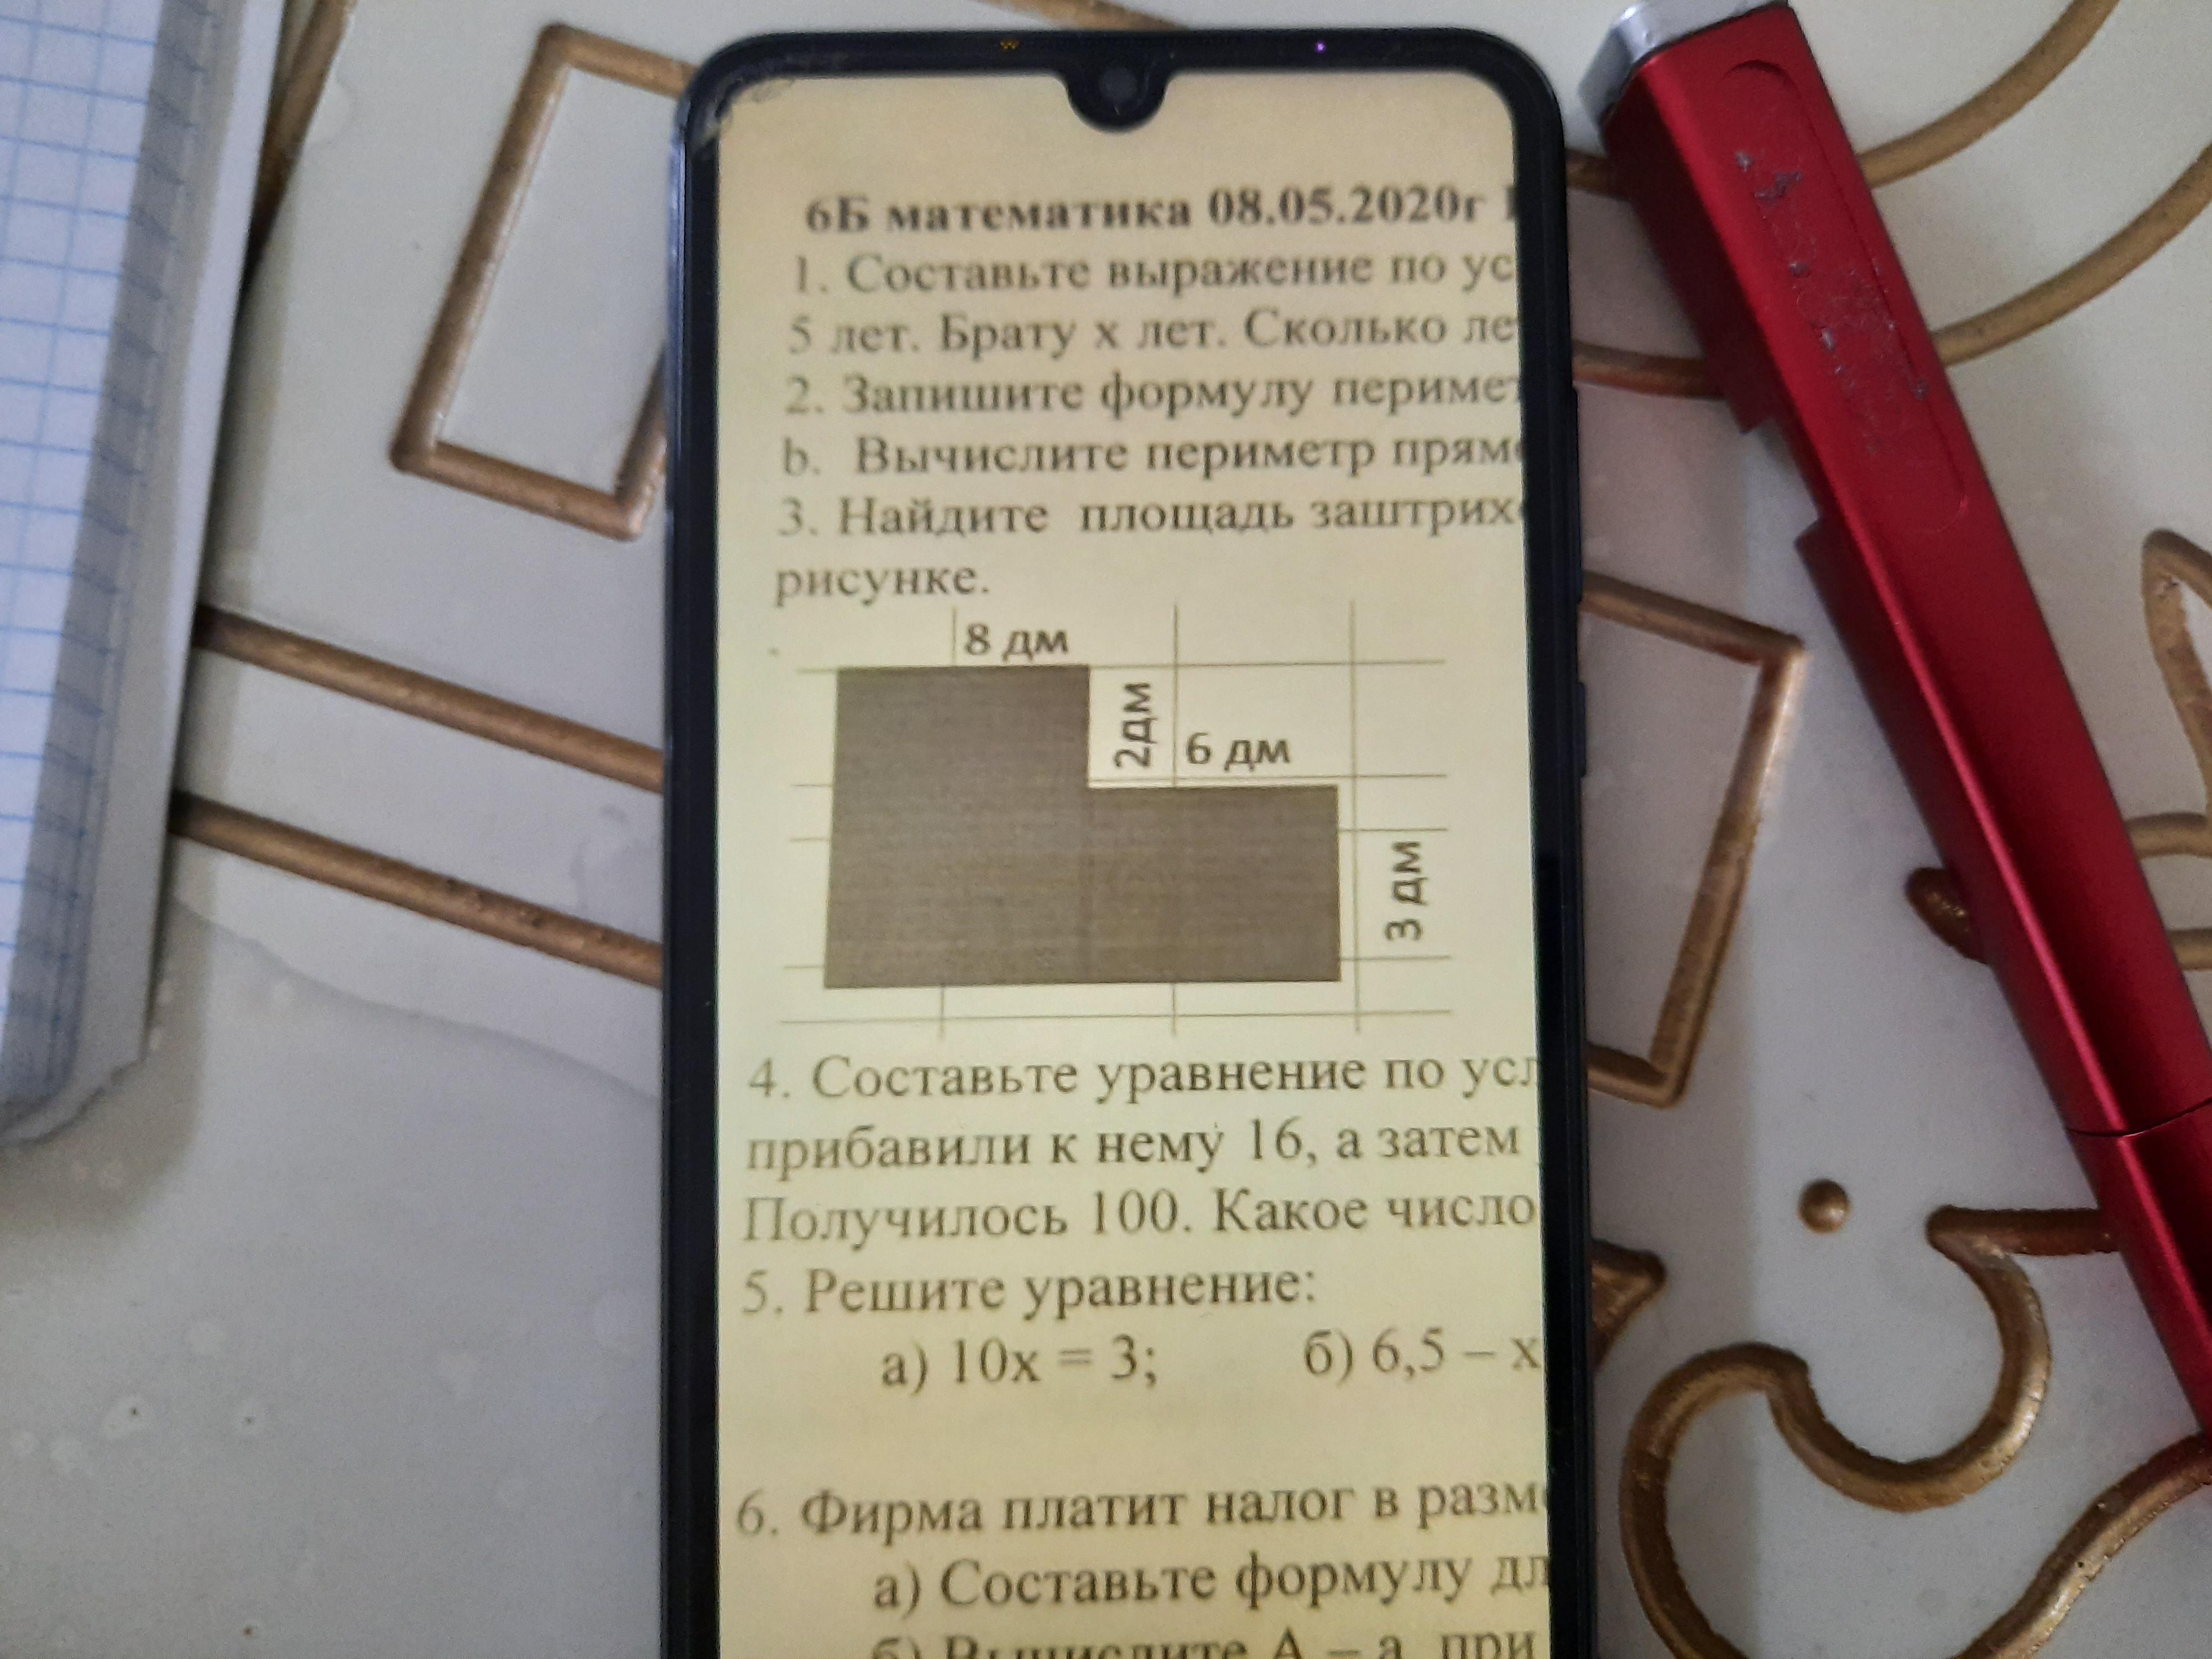 6Б математика 08.05.2020г
1. Составьте выражение по ус
5 лет. Брату х лет. Сколько ле
2. Запишите формулу перимет
b. Вычислите периметр прям
3. Найдите площадь заштрих
рисунке.
8 дм
2дм
6 дм
3 дм
4. Составьте уравнение по усл
прибавили к нему 16, а затем
Получилось 100. Какое число
5. Решите уравнение:
а) 10х = 3; б) 6,5 – х
6. Фирма платит налог в разм
а) Составьте формулу дл
б) Вычислите А – а, при